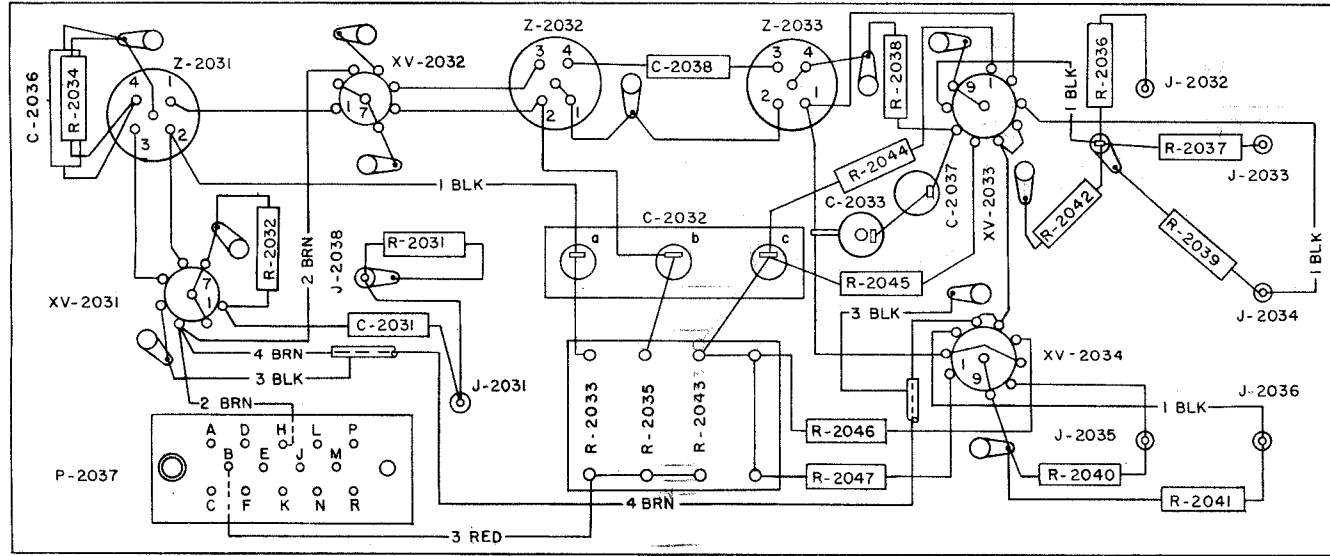 Z-2031
XV-2032
Z-2032
Z-2033
C-2036
R-2034
4
1
3
2
1
7
3
4
2
1
C-2038
3
4
2
1
R-2038
9
1
R-2036
1 BLK
J-2032
R-2037
J-2033
R-2044
C-2037
XV-2033
C-2033
R-2042
R-2039
1 BLK
J-2034
1 BLK
2 BRN
R-2032
J-2038
R-2031
C-2032
a
b
c
R-2045
XV-2031
7
1
C-2031
4 BRN
3 BLK
2 BRN
J-2031
3 BLK
XV-2034
1
9
J-2036
1 BLK
R-2033
R-2035
R-2043
R-2046
R-2047
J-2035
R-2040
R-2041
P-2037
A D H L P
B E J M
C F K N R
4 BRN
3 RED